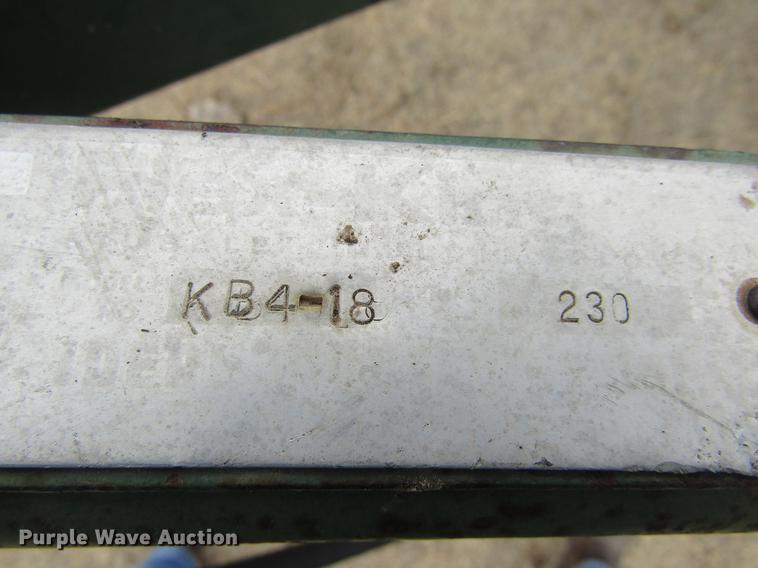 KB4-18 230
Purple Wave Auction